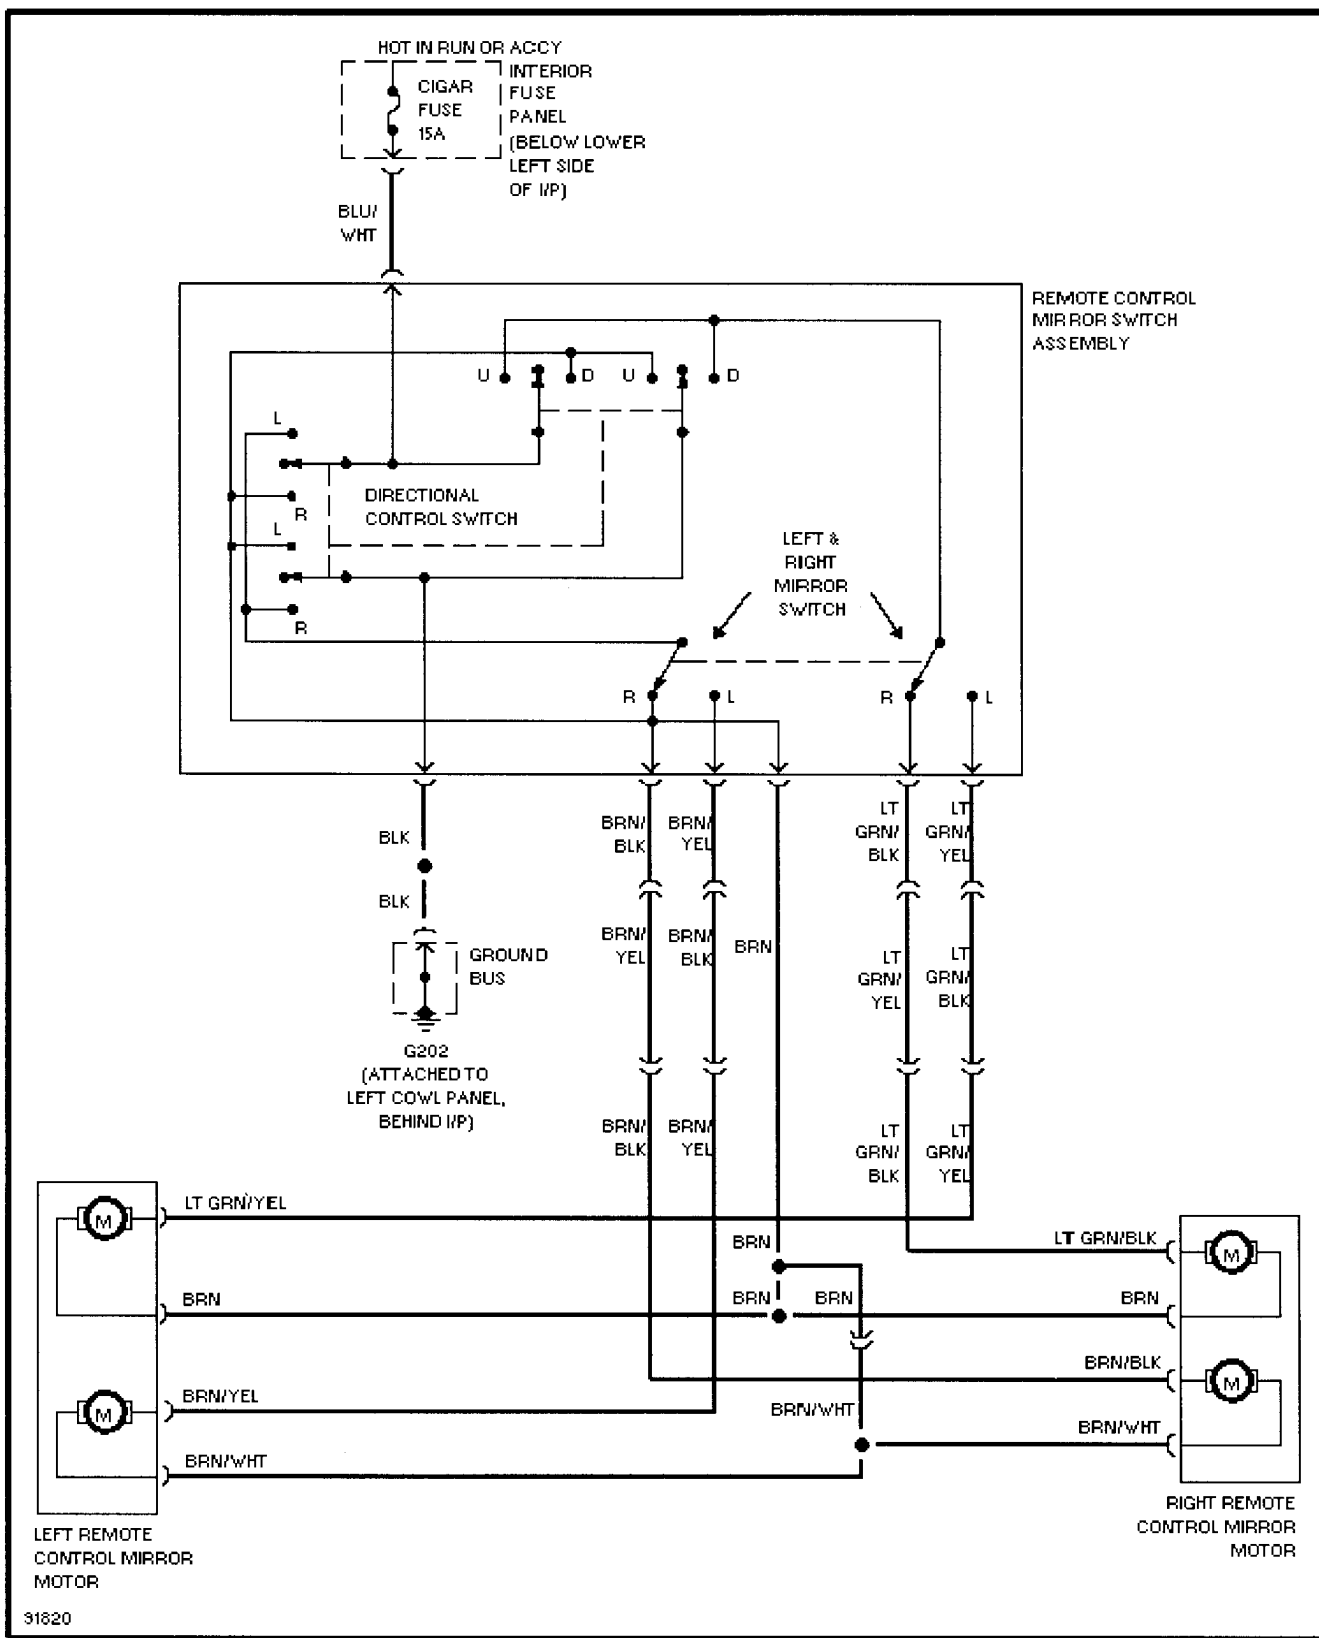 HOT IN RUN OR ACCY
INTERIOR
FUSE
PANEL
(BELOW LOWER
LEFT SIDE
OF I/P)
CIGAR
FUSE
15A
BLU/
WHT
REMOTE CONTROL
MIRROR SWITCH
ASSEMBLY
U D U D
L
R
L
R
DIRECTIONAL
CONTROL SWITCH
LEFT &
RIGHT
MIRROR
SWITCH
R L R L
BLK
BLK
GROUND
BUS
G202
(ATTACHED TO
LEFT COWL PANEL,
BEHIND I/P)
BRN/
BLK
BRN/
YEL
LT
GRN/
BLK
LT
GRN/
YEL
BRN/
YEL
BRN/
BLK
BRN
LT
GRN/
YEL
LT
GRN/
BLK
BRN/
BLK
BRN/
YEL
LT
GRN/
BLK
LT
GRN/
YEL
LT GRN/YEL
M
BRN
BRN/YEL
M
BRN/WHT
LEFT REMOTE
CONTROL MIRROR
MOTOR
BRN
BRN
BRN
BRN/WHT
LT GRN/BLK
M
BRN
BRN/BLK
M
BRN/WHT
RIGHT REMOTE
CONTROL MIRROR
MOTOR
91820